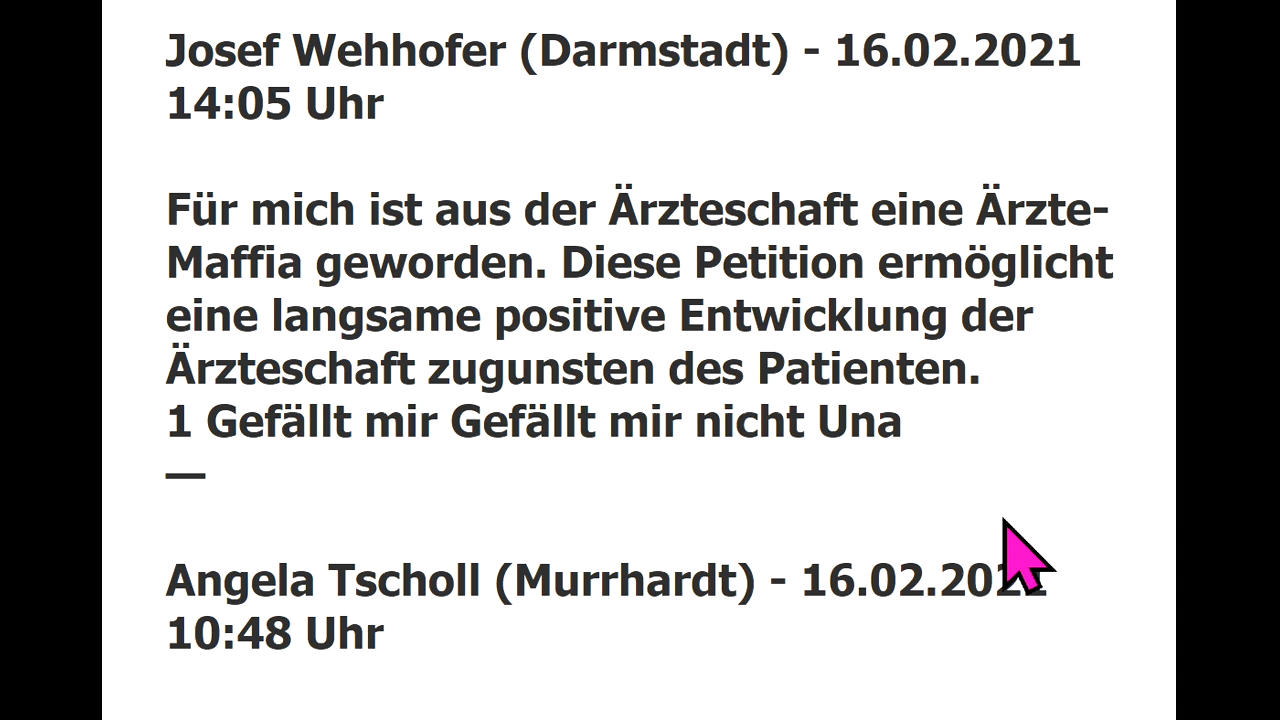 Josef Wehhofer (Darmstadt) - 16.02.2021
14:05 Uhr
Für mich ist aus der Ärzteschaft eine Ärzte-
Maffia geworden. Diese Petition ermöglicht
eine langsame positive Entwicklung der
Ärzteschaft zugunsten des Patienten.
1 Gefällt mir Gefällt mir nicht Una
—
Angela Tscholl (Murrhardt) - 16.02.2021
10:48 Uhr